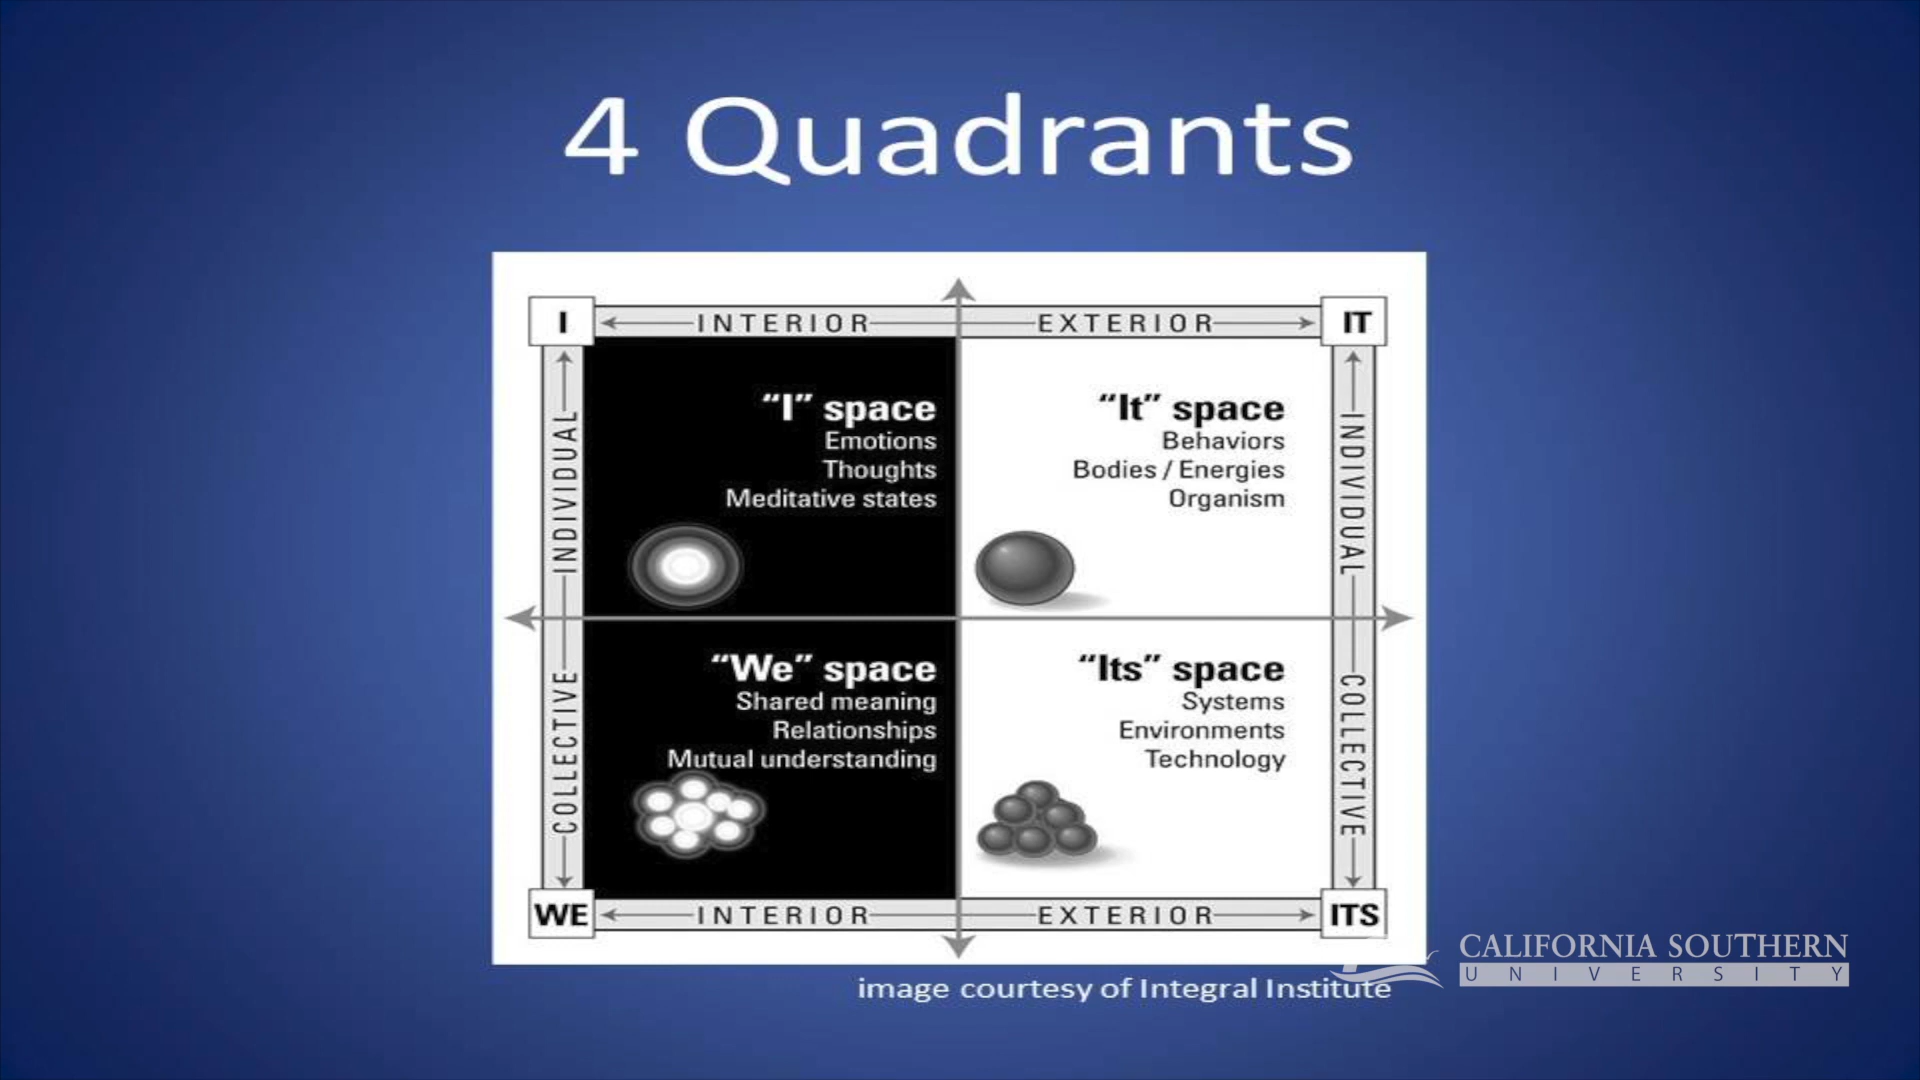 4 Quadrants
I
INTERIOR
EXTERIOR
IT
INDIVIDUAL
“I” space
Emotions
Thoughts
Meditative states
“It” space
Behaviors
Bodies / Energies
Organism
INDIVIDUAL
COLLECTIVE
“We” space
Shared meaning
Relationships
Mutual understanding
“Its” space
Systems
Environments
Technology
COLLECTIVE
WE
INTERIOR
EXTERIOR
ITS
CALIFORNIA SOUTHERN
UNIVERSITY
image courtesy of Integral Institute